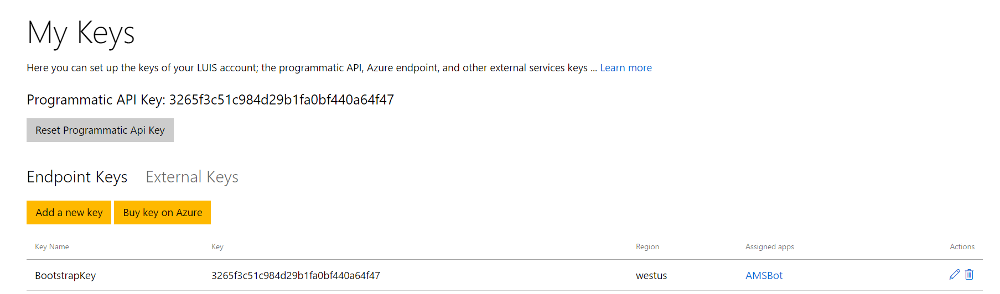 My Keys
Here you can set up the keys of your LUIS account; the programmatic API, Azure endpoint, and other external services keys ... Learn more
Programmatic API Key: 3265f3c51c984d29b1fa0bf440a64f47
Reset Programmatic Api Key
Endpoint Keys External Keys
Add a new key Buy key on Azure
Key Name Key Region Assigned apps Actions
BootstrapKey 3265f3c51c984d29b1fa0bf440a64f47 westus AMSBot